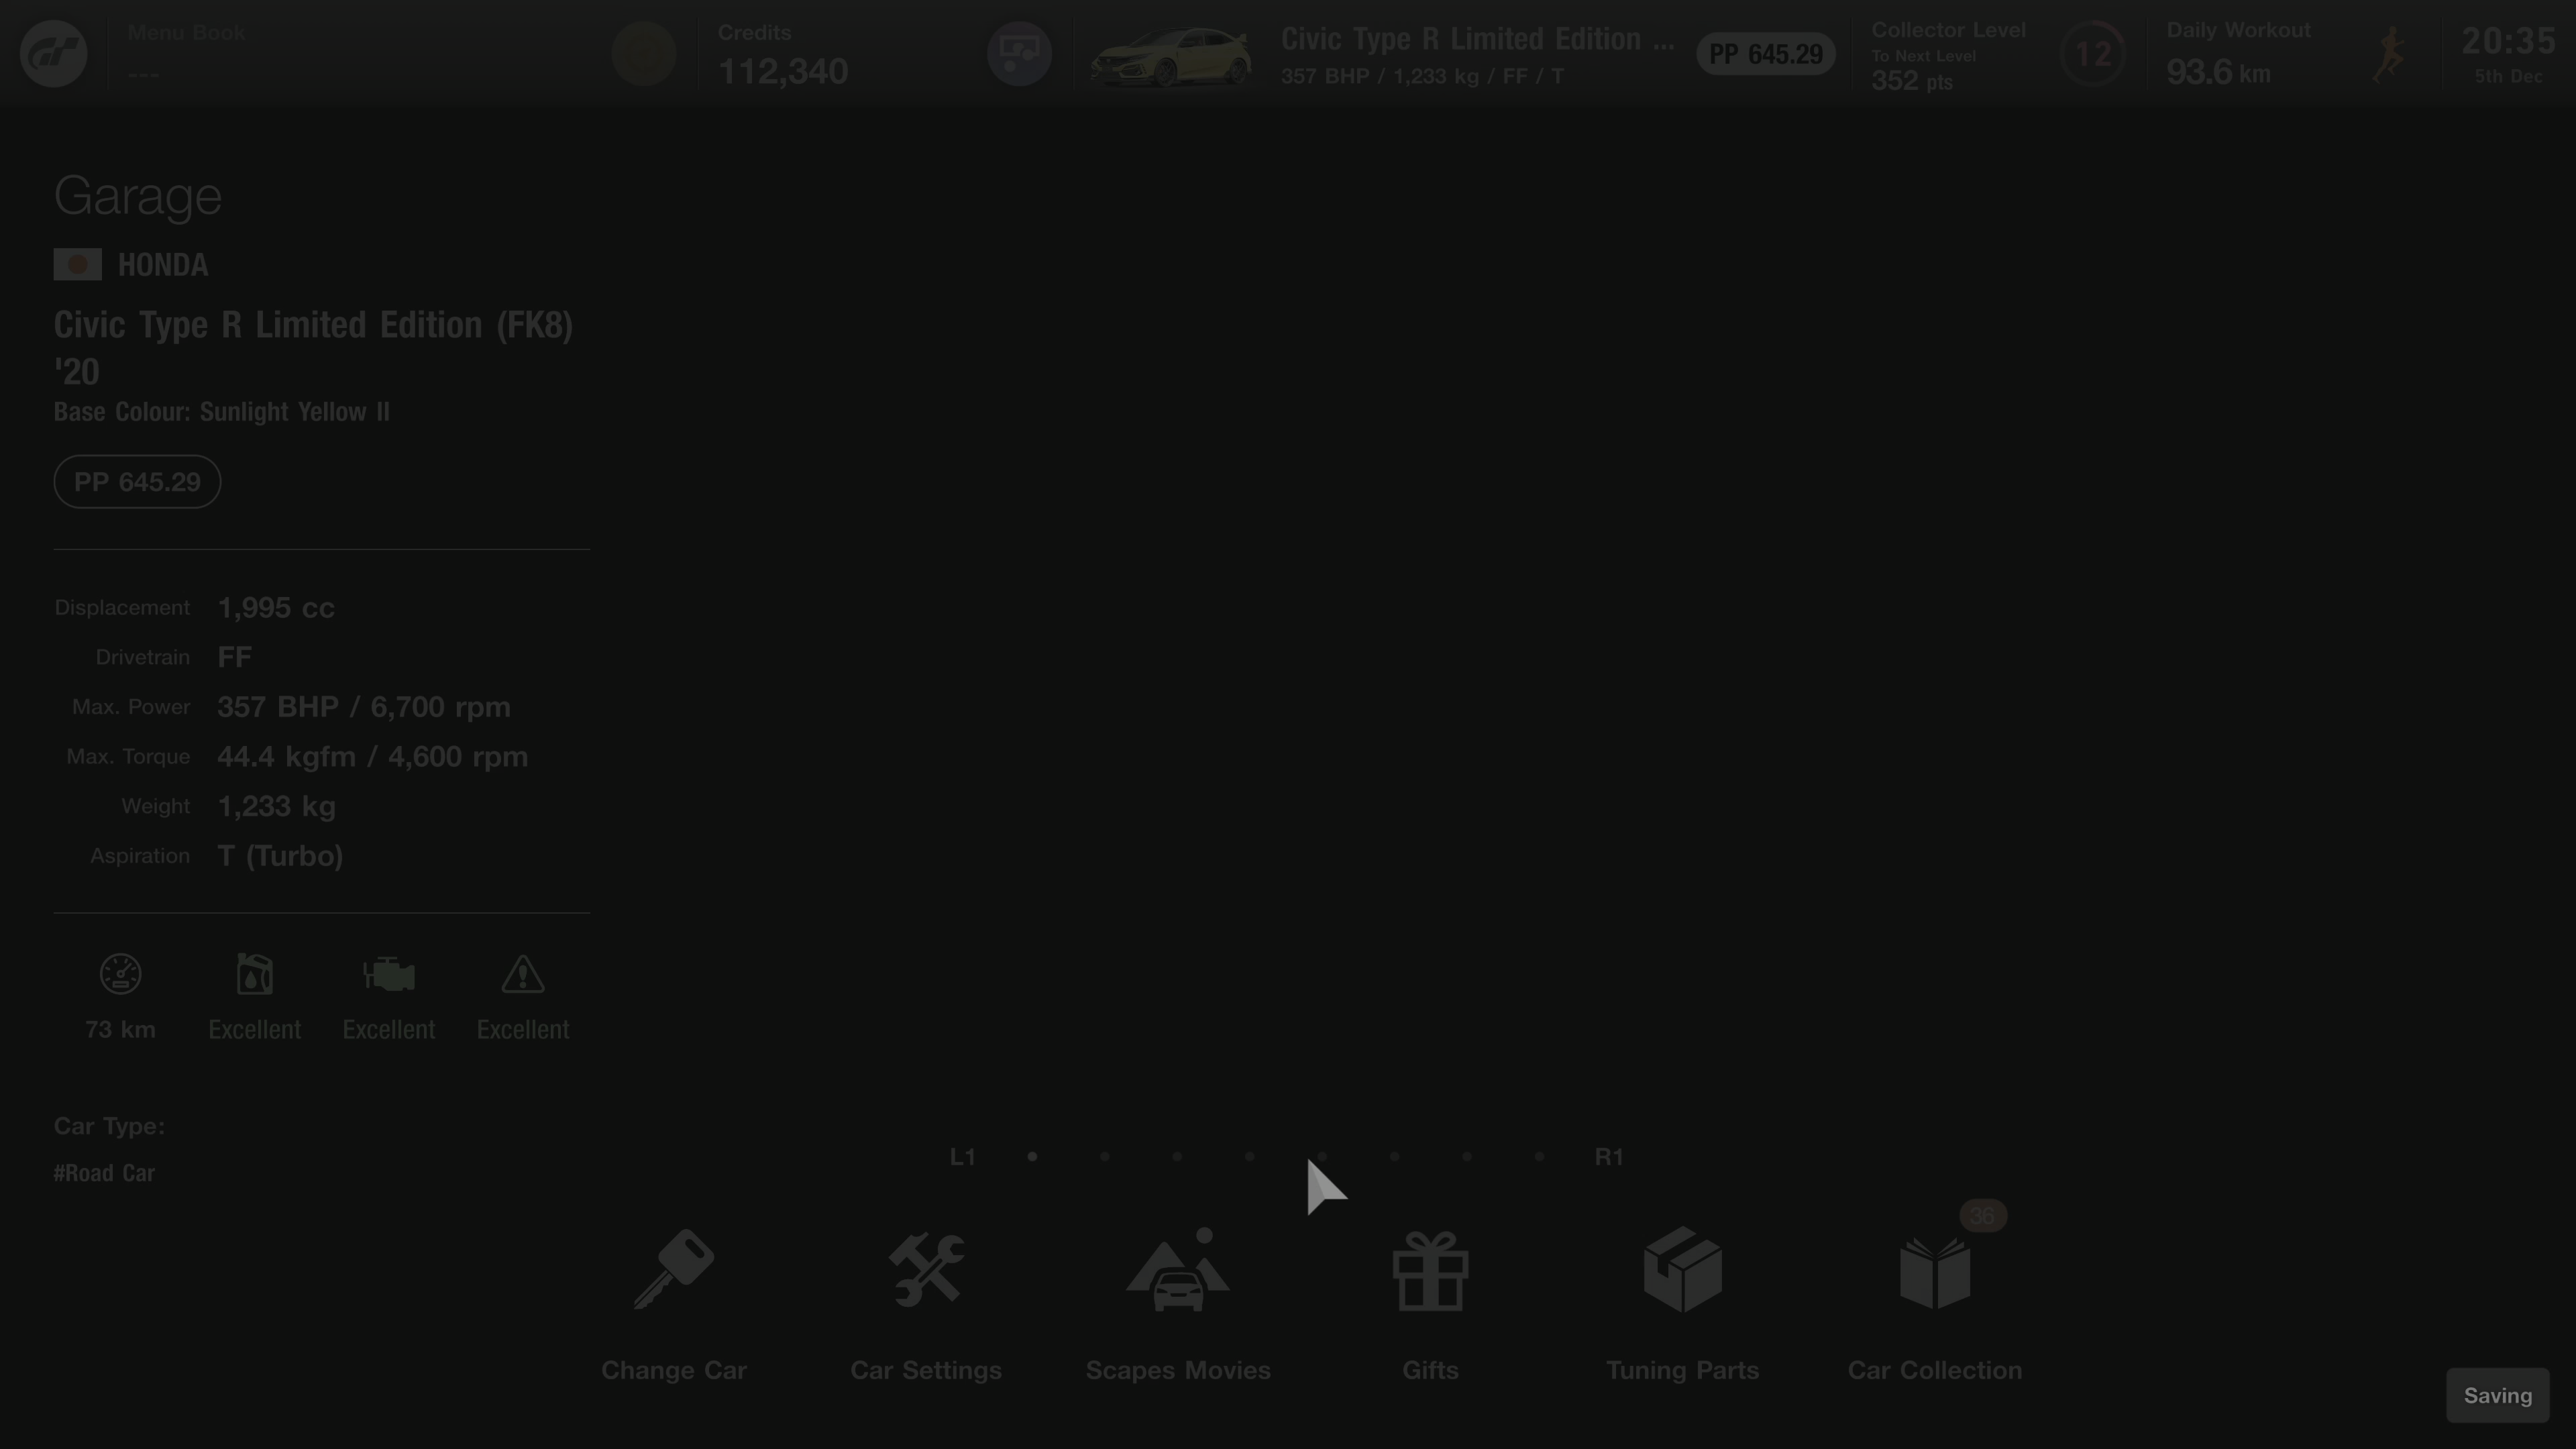 Menu Book
---
Credits
112,340
Civic Type R Limited Edition ...
357 BHP / 1,233 kg / FF / T
PP 645.29
Collector Level
To Next Level
352 pts
12
Daily Workout
93.6 km
20:35
5th Dec
Garage
HONDA
Civic Type R Limited Edition (FK8)
'20
Base Colour: Sunlight Yellow II
PP 645.29
Displacement 1,995 cc
Drivetrain FF
Max. Power 357 BHP / 6,700 rpm
Max. Torque 44.4 kgfm / 4,600 rpm
Weight 1,233 kg
Aspiration T (Turbo)
73 km Excellent Excellent Excellent
Car Type:
#Road Car
L1 R1
36
Change Car Car Settings Scapes Movies Gifts Tuning Parts Car Collection
Saving